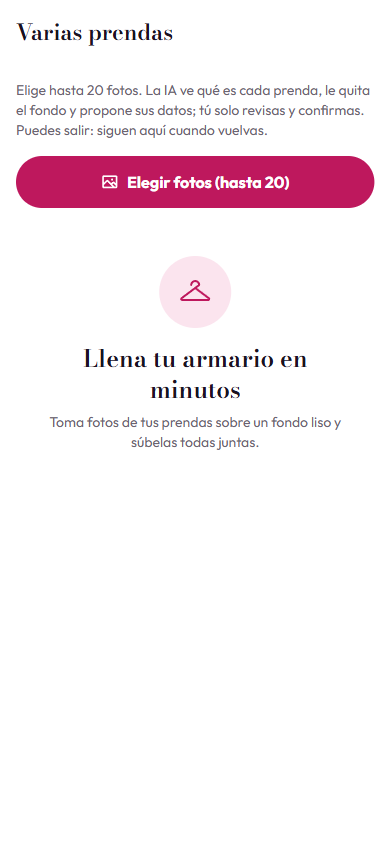 Varias prendas
Elige hasta 20 fotos. La IA ve qué es cada prenda, le quita
el fondo y propone sus datos; tú solo revisas y confirmas.
Puedes salir: siguen aquí cuando vuelvas.
Elegir fotos (hasta 20)
Llena tu armario en
minutos
Toma fotos de tus prendas sobre un fondo liso y
súbelas todas juntas.